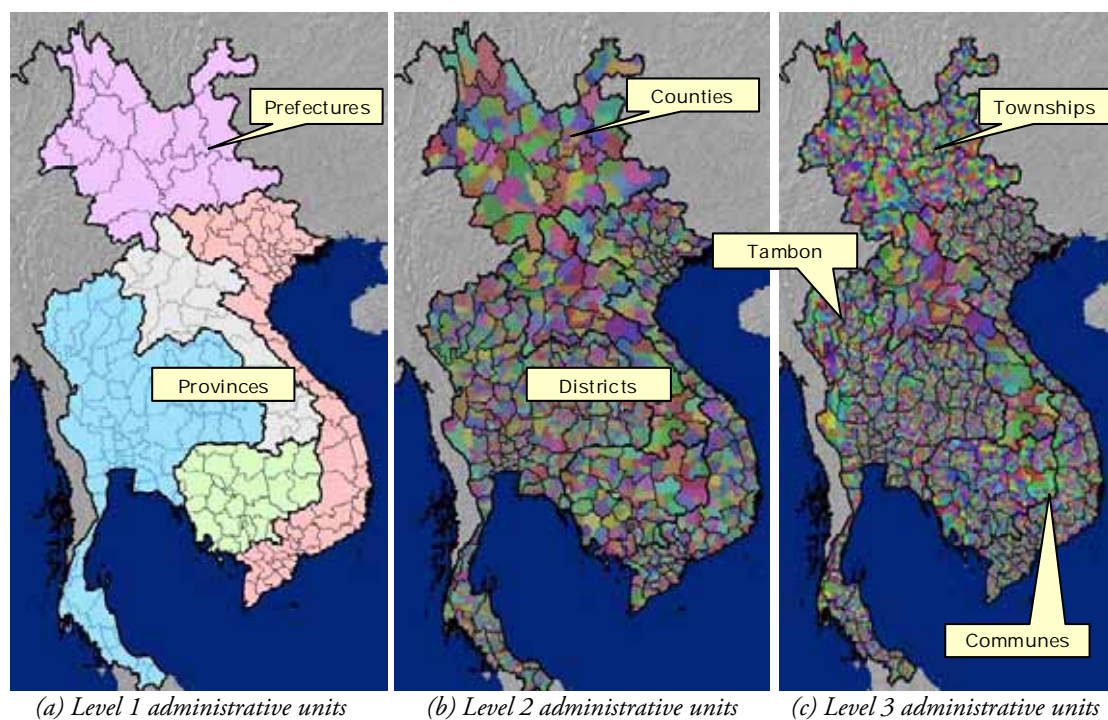 Prefectures
Provinces
Counties
Districts
Townships
Tambon
Communes
(a) Level 1 administrative units
(b) Level 2 administrative units
(c) Level 3 administrative units